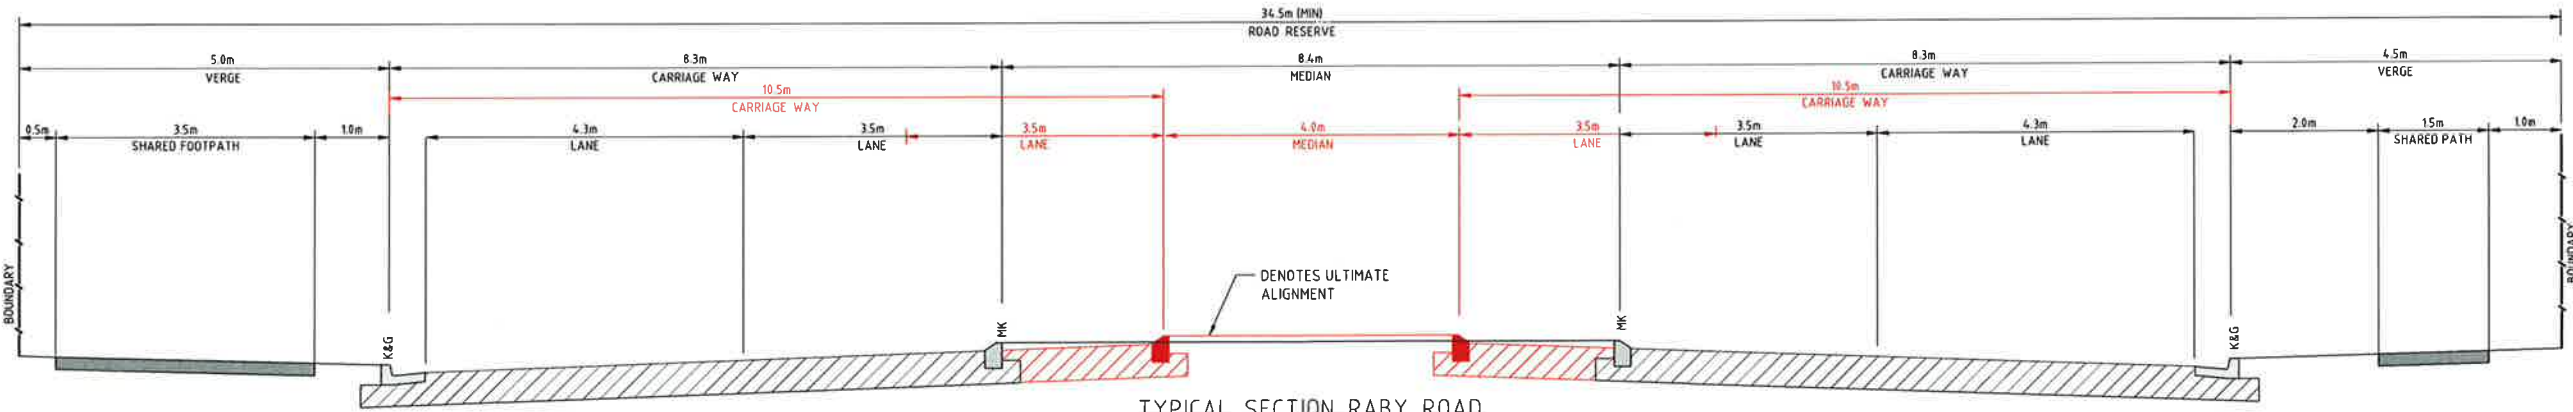 34.5m (MIN)
ROAD RESERVE
5.0m
VERGE
8.3m
CARRIAGE WAY
8.4m
MEDIAN
8.3m
CARRIAGE WAY
4.5m
VERGE
10.5m
CARRIAGE WAY
10.5m
CARRIAGE WAY
0.5m
3.5m
SHARED FOOTPATH
1.0m
4.3m
LANE
3.5m
LANE
3.5m
LANE
4.0m
MEDIAN
3.5m
LANE
3.5m
LANE
4.3m
LANE
2.0m
1.5m
SHARED PATH
1.0m
BOUNDARY
K&G
MK
DENOTES ULTIMATE
ALIGNMENT
MK
K&G
BOUNDARY
TYPICAL SECTION RABY ROAD